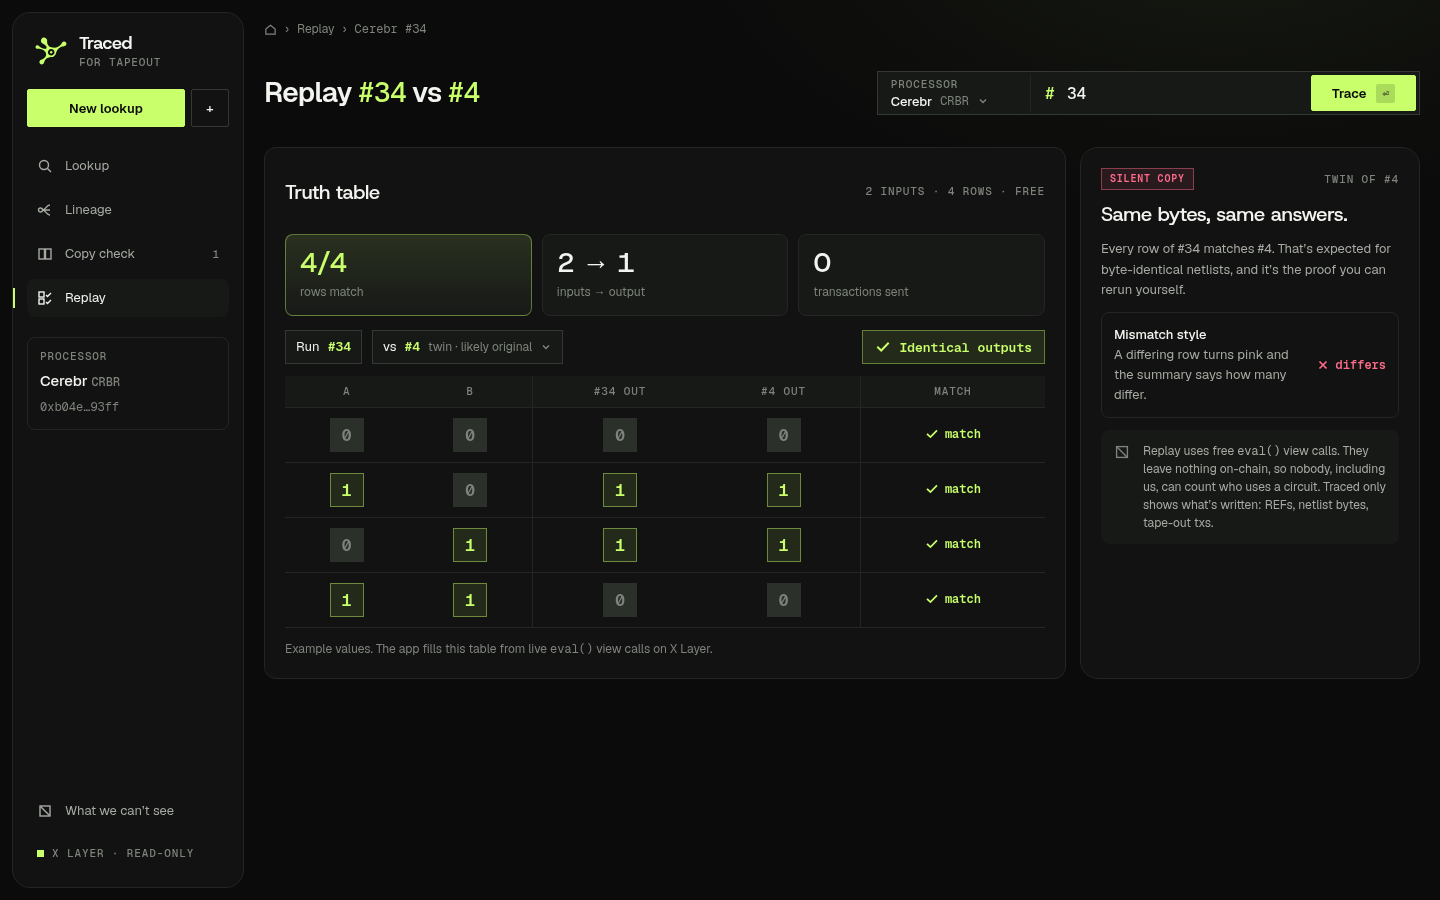 Traced
FOR TAPEOUT
New lookup
+
Lookup
Lineage
Copy check 1
Replay
PROCESSOR
Cerebr CRBR
0xb04e…93ff
What we can't see
X LAYER · READ-ONLY
› Replay › Cerebr #34
Replay #34 vs #4
PROCESSOR
Cerebr CRBR
# 34
Trace ⏎
Truth table
2 INPUTS · 4 ROWS · FREE
4/4
rows match
2 → 1
inputs → output
0
transactions sent
Run #34
vs #4 twin · likely original
Identical outputs
A B #34 OUT #4 OUT MATCH
0 0 0 0 match
1 0 1 1 match
0 1 1 1 match
1 1 0 0 match
Example values. The app fills this table from live eval() view calls on X Layer.
SILENT COPY
TWIN OF #4
Same bytes, same answers.
Every row of #34 matches #4. That's expected for
byte-identical netlists, and it's the proof you can
rerun yourself.
Mismatch style
A differing row turns pink and
the summary says how many
differ.
✕ differs
Replay uses free eval() view calls. They
leave nothing on-chain, so nobody, including
us, can count who uses a circuit. Traced only
shows what's written: REFs, netlist bytes,
tape-out txs.